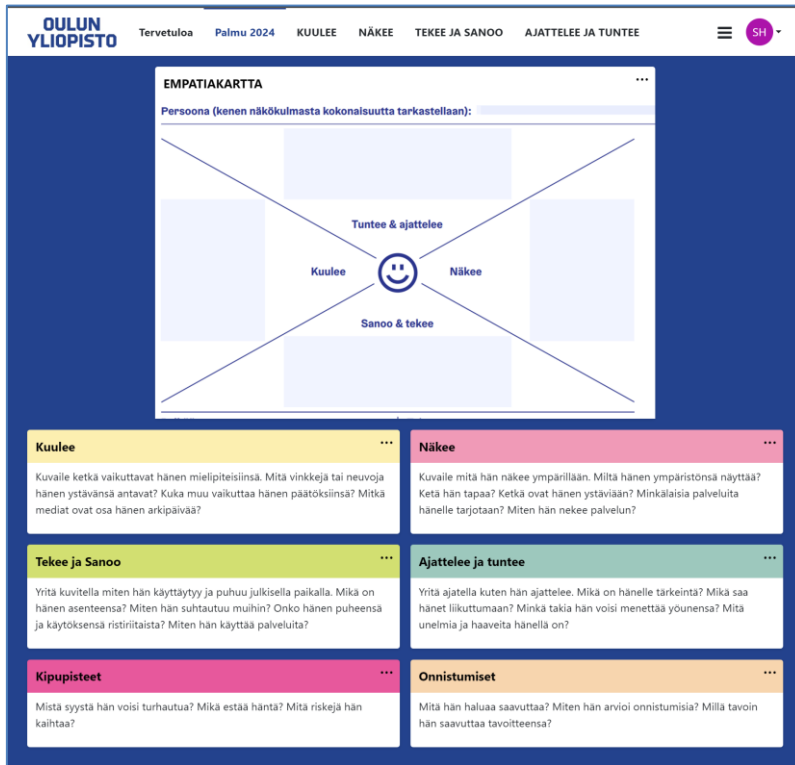 OULUN
YLIOPISTO
Tervetuloa
Palmu 2024
KUULEE
NÄKEE
TEKEE JA SANOO
AJATTELEE JA TUNTEE
SH
EMPATIAKARTTA
Persoona (kenen näkökulmasta kokonaisuutta tarkastellaan):
Tuntee & ajattelee
Kuulee
Näkee
Sanoo & tekee
Kuulee
Kuvaile ketkä vaikuttavat hänen mielipiteisiinsä. Mitä vinkkejä tai neuvoja
hänen ystävänsä antavat? Kuka muu vaikuttaa hänen päätöksiinsä? Mitkä
mediat ovat osa hänen arkipäivää?
Näkee
Kuvaile mitä hän näkee ympärillään. Miltä hänen ympäristönsä näyttää?
Ketä hän tapaa? Ketkä ovat hänen ystäviään? Minkälaisia palveluita
hänelle tarjotaan? Miten hän nekee palvelun?
Tekee ja Sanoo
Yritä kuvitella miten hän käyttäytyy ja puhuu julkisella paikalla. Mikä on
hänen asenteensa? Miten hän suhtautuu muihin? Onko hänen puheensä
ja käytöksensä ristiriitaista? Miten hän käyttää palveluita?
Ajattelee ja tuntee
Yritä ajatella kuten hän ajattelee. Mikä on hänelle tärkeintä? Mikä saa
hänet liikuttumaan? Minkä takia hän voisi menettää yöunensa? Mitä
unelmia ja haaveita hänellä on?
Kipupisteet
Mistä syystä hän voisi turhautua? Mikä estää häntä? Mitä riskejä hän
kaihtaa?
Onnistumiset
Mitä hän haluaa saavuttaa? Miten hän arvioi onnistumisia? Millä tavoin
hän saavuttaa tavoitteensa?